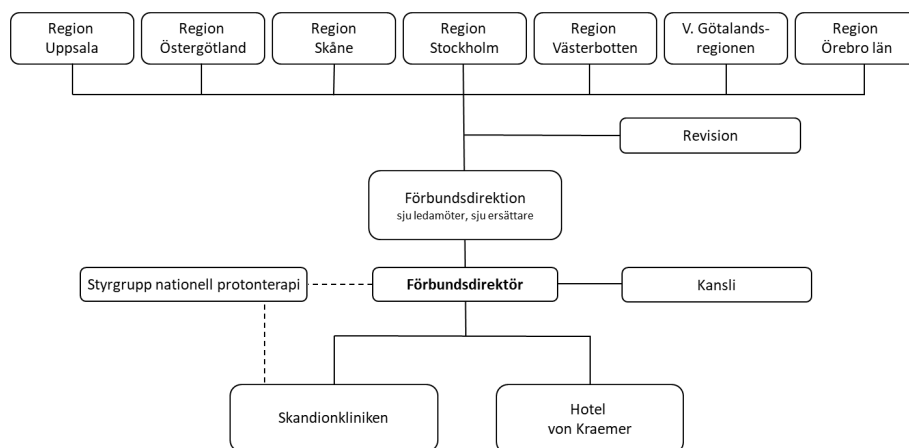 Region
Uppsala
Region
Östergötland
Region
Skåne
Region
Stockholm
Region
Västerbotten
V. Götalands-
regionen
Region
Örebro län
Revision
Förbundsdirektion
sju ledamöter, sju ersättare
Styrgrupp nationell protonterapi
Förbundsdirektör
Kansli
Skandionkliniken
Hotel
von Kraemer